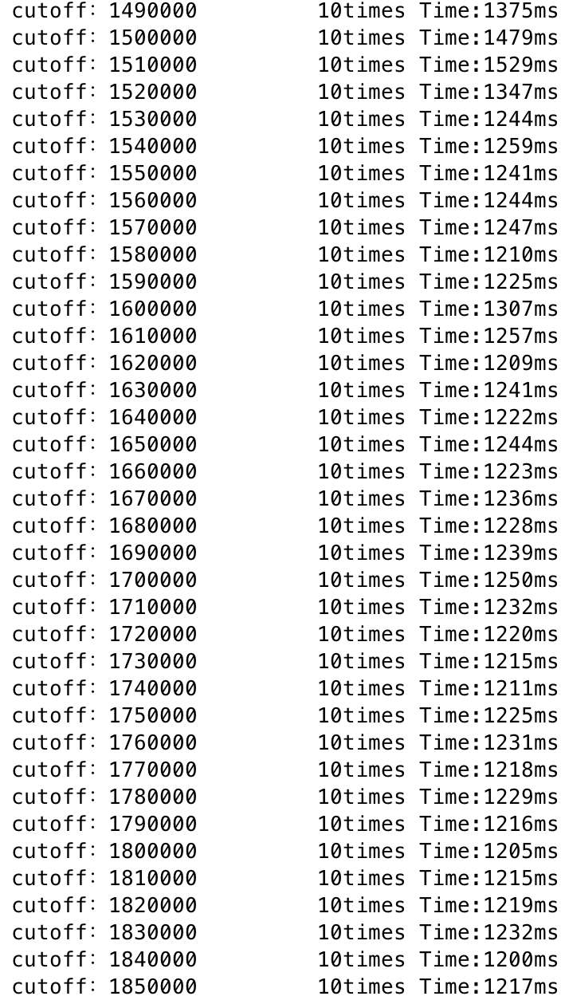 cutoff: 1490000 10times Time:1375ms
cutoff: 1500000 10times Time:1479ms
cutoff: 1510000 10times Time:1529ms
cutoff: 1520000 10times Time:1347ms
cutoff: 1530000 10times Time:1244ms
cutoff: 1540000 10times Time:1259ms
cutoff: 1550000 10times Time:1241ms
cutoff: 1560000 10times Time:1244ms
cutoff: 1570000 10times Time:1247ms
cutoff: 1580000 10times Time:1210ms
cutoff: 1590000 10times Time:1225ms
cutoff: 1600000 10times Time:1307ms
cutoff: 1610000 10times Time:1257ms
cutoff: 1620000 10times Time:1209ms
cutoff: 1630000 10times Time:1241ms
cutoff: 1640000 10times Time:1222ms
cutoff: 1650000 10times Time:1244ms
cutoff: 1660000 10times Time:1223ms
cutoff: 1670000 10times Time:1236ms
cutoff: 1680000 10times Time:1228ms
cutoff: 1690000 10times Time:1239ms
cutoff: 1700000 10times Time:1250ms
cutoff: 1710000 10times Time:1232ms
cutoff: 1720000 10times Time:1220ms
cutoff: 1730000 10times Time:1215ms
cutoff: 1740000 10times Time:1211ms
cutoff: 1750000 10times Time:1225ms
cutoff: 1760000 10times Time:1231ms
cutoff: 1770000 10times Time:1218ms
cutoff: 1780000 10times Time:1229ms
cutoff: 1790000 10times Time:1216ms
cutoff: 1800000 10times Time:1205ms
cutoff: 1810000 10times Time:1215ms
cutoff: 1820000 10times Time:1219ms
cutoff: 1830000 10times Time:1232ms
cutoff: 1840000 10times Time:1200ms
cutoff: 1850000 10times Time:1217ms